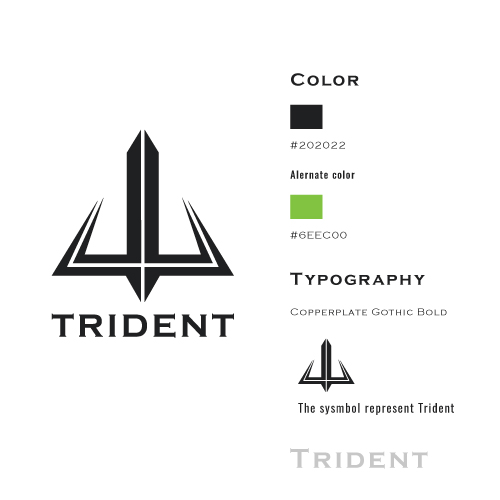 TRIDENT
COLOR
#202022
Alernate color
#6EEC00
TYPOGRAPHY
COPPERPLATE GOTHIC BOLD
The sysmbol represent Trident
TRIDENT